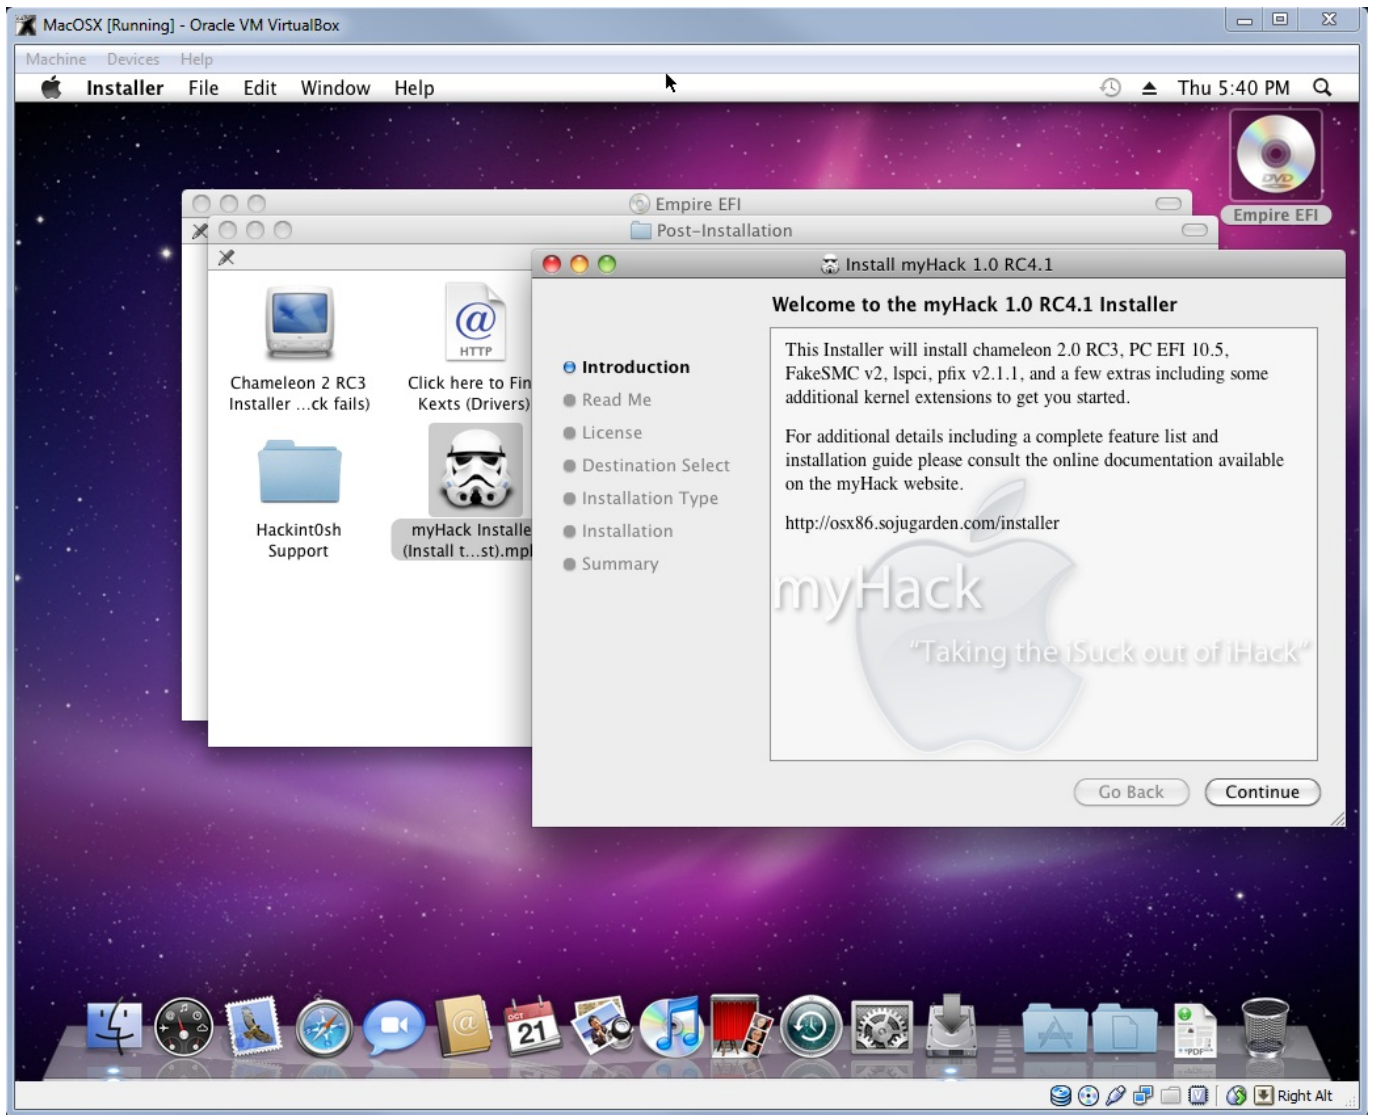 MacOSX [Running] - Oracle VM VirtualBox
Machine Devices Help
Installer File Edit Window Help Thu 5:40 PM
DVD
Empire EFI
Empire EFI
Post-Installation
Install myHack 1.0 RC4.1
Welcome to the myHack 1.0 RC4.1 Installer
HTTP
Chameleon 2 RC3
Installer ...ck fails)
Click here to Fin
Kexts (Drivers)
Hackint0sh
Support
myHack Installe
(Install t...st).mpl
Introduction
Read Me
License
Destination Select
Installation Type
Installation
Summary
This Installer will install chameleon 2.0 RC3, PC EFI 10.5,
FakeSMC v2, lspci, pfix v2.1.1, and a few extras including some
additional kernel extensions to get you started.
For additional details including a complete feature list and
installation guide please consult the online documentation available
on the myHack website.
http://osx86.sojugarden.com/installer
myHack
"Taking the iSuck out of iHack"
Go Back Continue
OCT
21
PDF
Right Alt